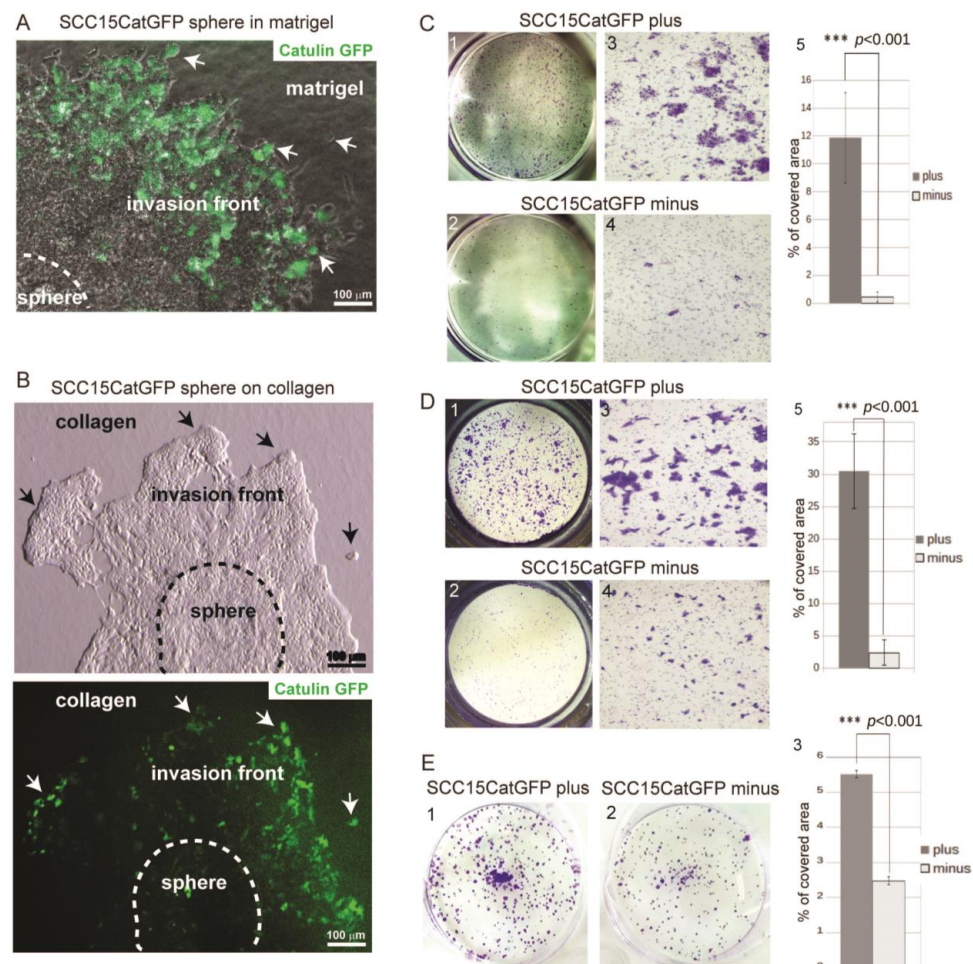 A
SCC15CatGFP sphere in matrigel
Catulin GFP
matrigel
invasion front
sphere
100 µm
B
SCC15CatGFP sphere on collagen
collagen
invasion front
sphere
100 µm
Catulin GFP
collagen
invasion front
sphere
100 µm
C
SCC15CatGFP plus
1
3
SCC15CatGFP minus
2
4
5
*** p<0.001
% of covered area
16
14
12
10
8
6
4
2
0
plus
minus
D
SCC15CatGFP plus
1
3
SCC15CatGFP minus
2
4
5
*** p<0.001
% of covered area
35
30
25
20
15
10
5
0
plus
minus
E
SCC15CatGFP plus
1
SCC15CatGFP minus
2
3
*** p<0.001
% of covered area
6
5
4
3
2
1
plus
minus